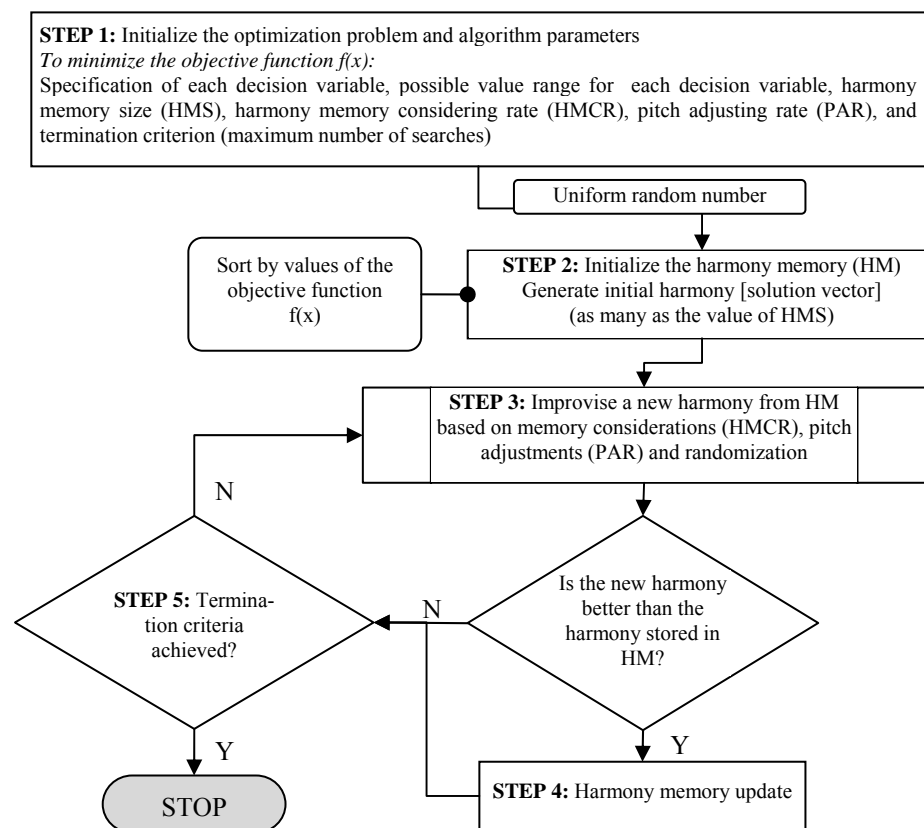 STEP 1: Initialize the optimization problem and algorithm parameters
To minimize the objective function f(x):
Specification of each decision variable, possible value range for each decision variable, harmony
memory size (HMS), harmony memory considering rate (HMCR), pitch adjusting rate (PAR), and
termination criterion (maximum number of searches)
Uniform random number
Sort by values of the
objective function
f(x)
STEP 2: Initialize the harmony memory (HM)
Generate initial harmony [solution vector]
(as many as the value of HMS)
STEP 3: Improvise a new harmony from HM
based on memory considerations (HMCR), pitch
adjustments (PAR) and randomization
N
Is the new harmony
better than the
harmony stored in
HM?
N
STEP 5: Termina-
tion criteria
achieved?
Y
Y
STEP 4: Harmony memory update
STOP